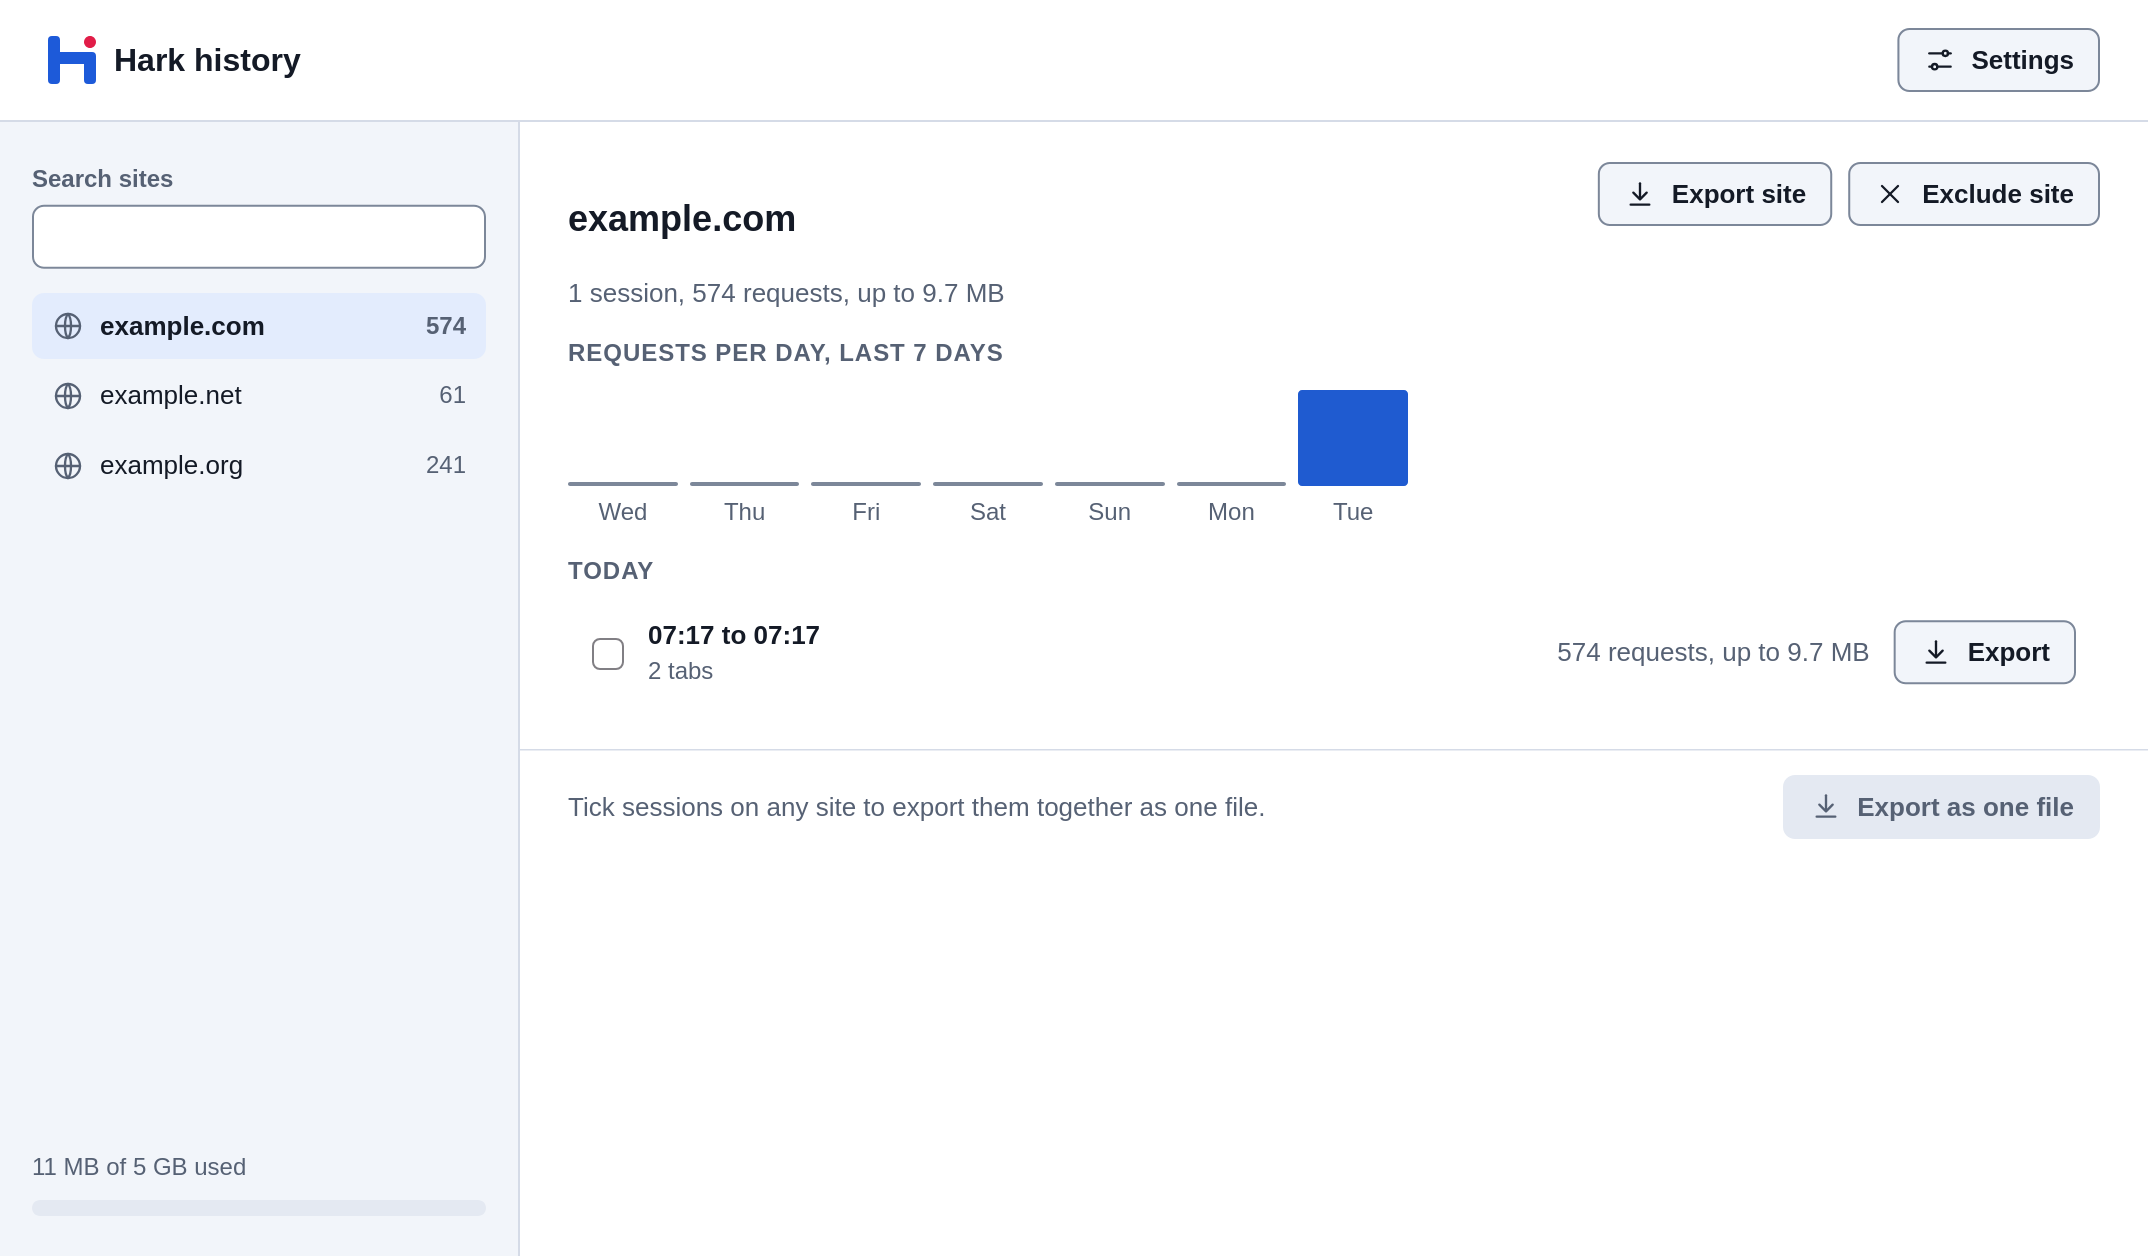 Hark history
Settings
Search sites
example.com 574
example.net 61
example.org 241
11 MB of 5 GB used
example.com
Export site
Exclude site
1 session, 574 requests, up to 9.7 MB
REQUESTS PER DAY, LAST 7 DAYS
Wed Thu Fri Sat Sun Mon Tue
TODAY
07:17 to 07:17
2 tabs
574 requests, up to 9.7 MB
Export
Tick sessions on any site to export them together as one file.
Export as one file